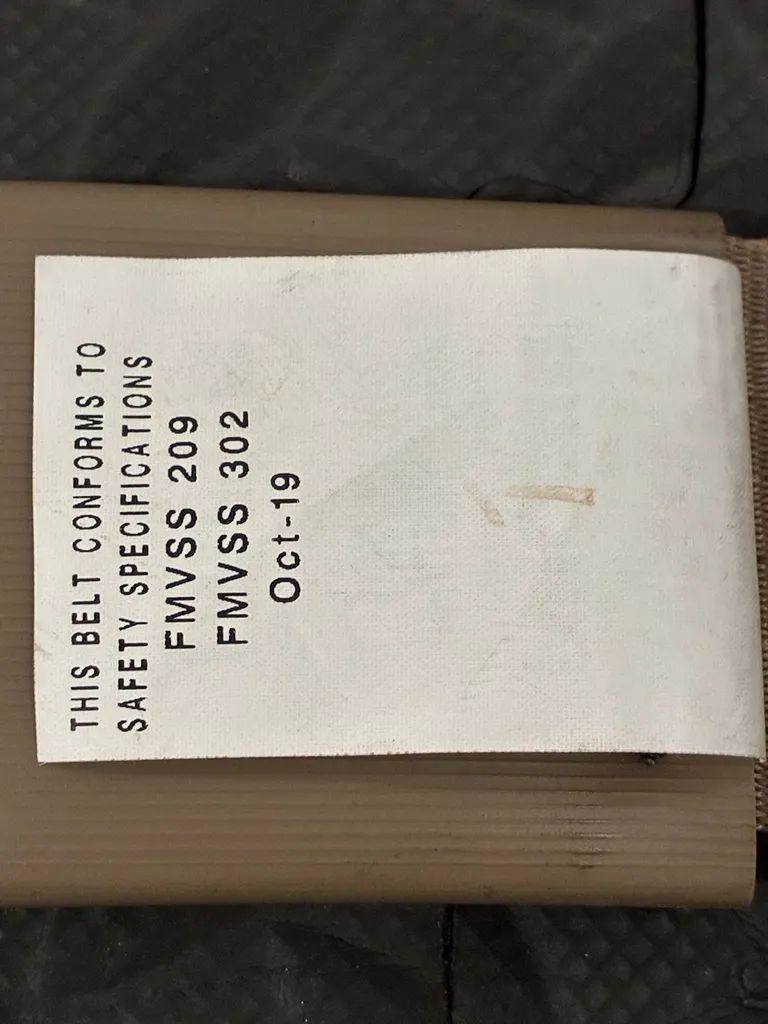 THIS BELT CONFORMS TO
SAFETY SPECIFICATIONS
FMVSS 209
FMVSS 302
Oct-19